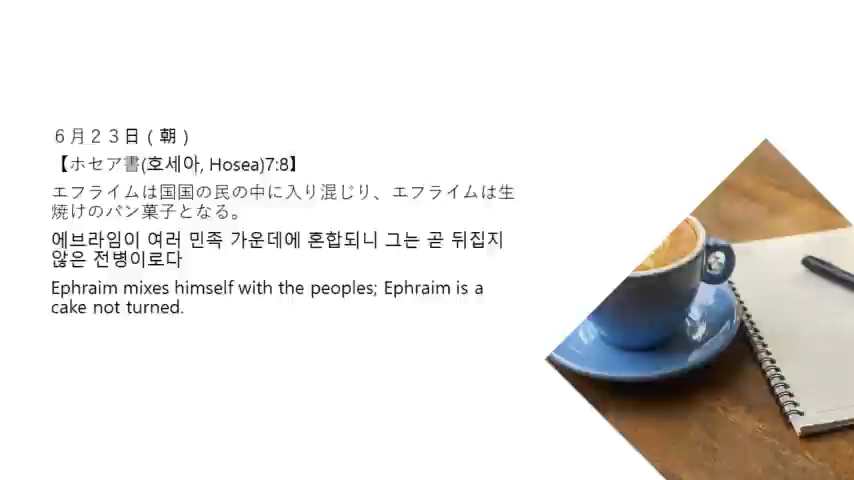 ６月２３日（朝）
【ホセア書(호세아, Hosea)7:8】
エフライムは国国の民の中に入り混じり、エフライムは生
焼けのパン菓子となる。
에브라임이 여러 민족 가운데에 혼합되니 그는 곧 뒤집지
않은 전병이로다
Ephraim mixes himself with the peoples; Ephraim is a
cake not turned.